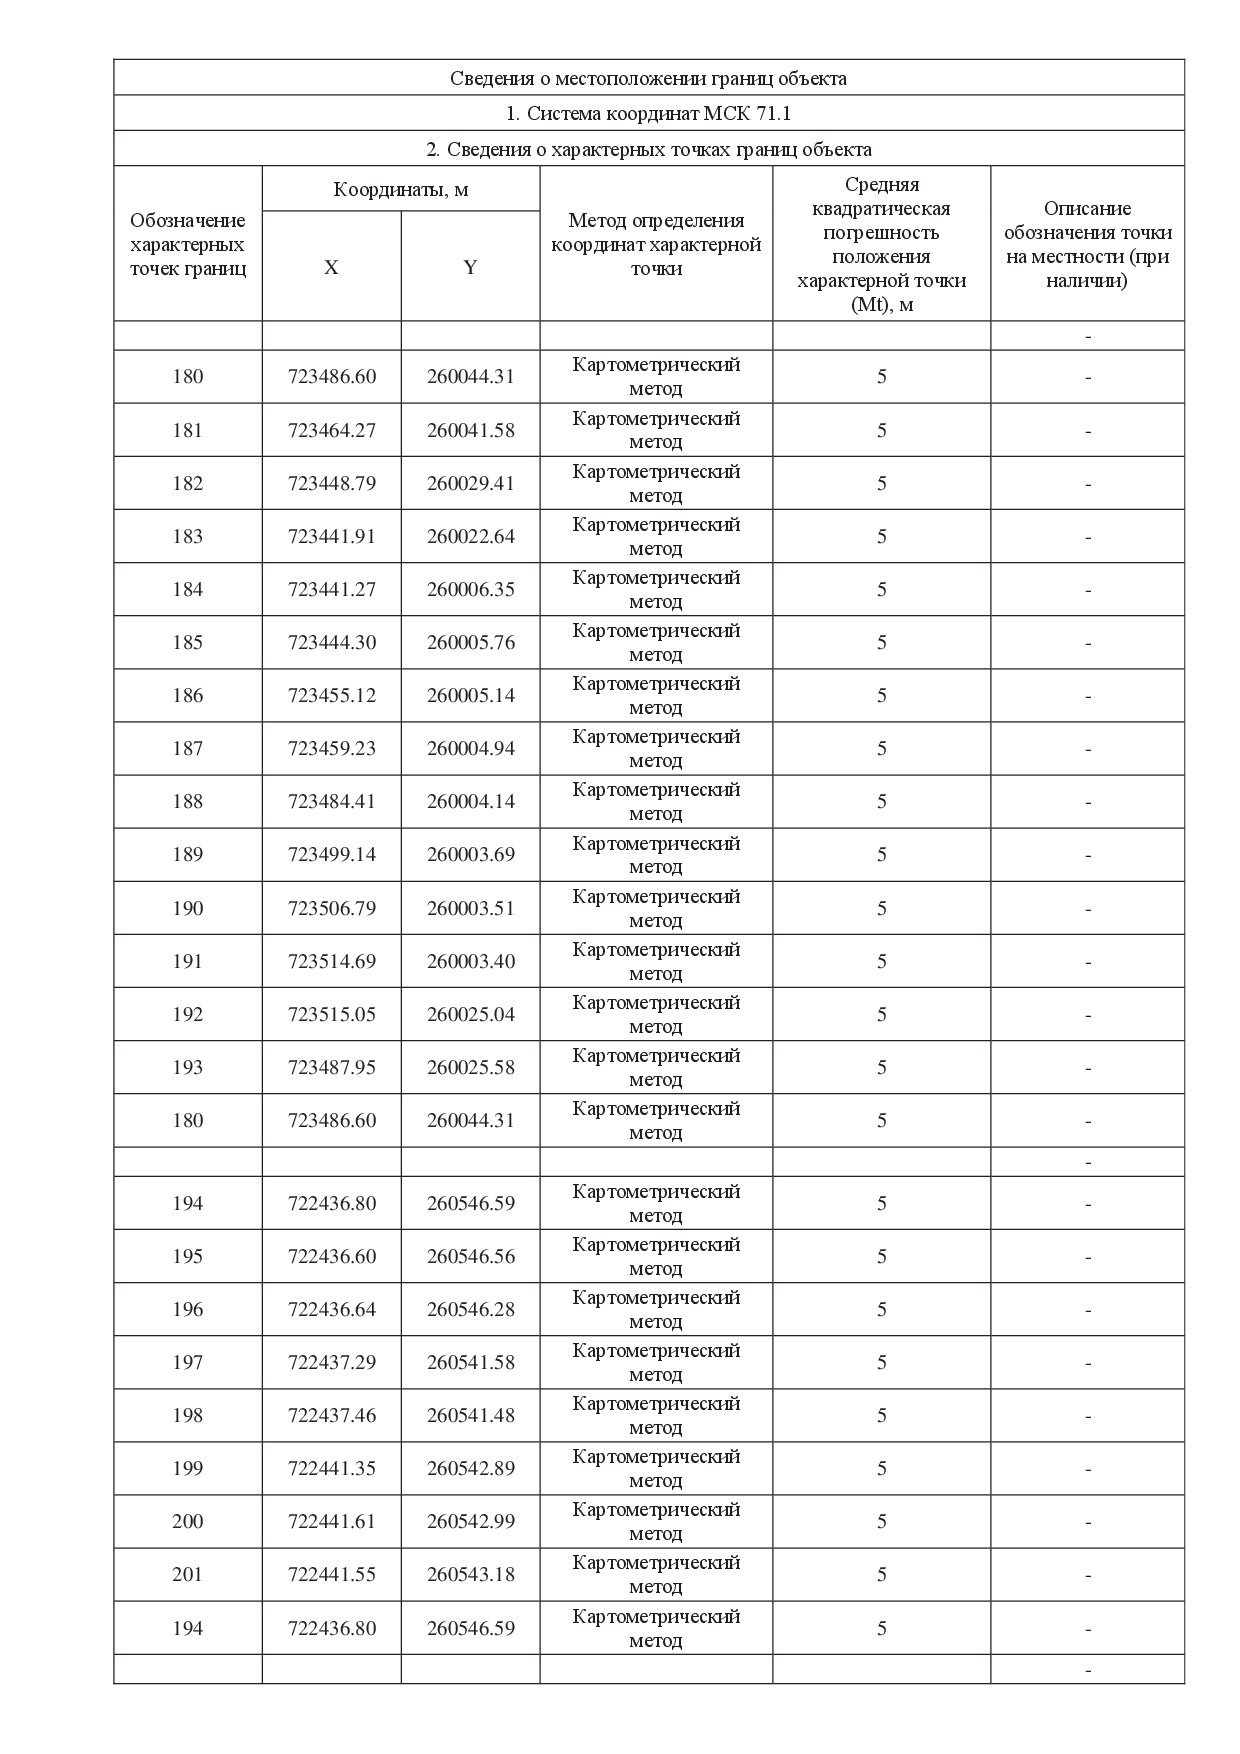 Сведения о местоположении границ объекта
1. Система координат МСК 71.1
2. Сведения о характерных точках границ объекта
Обозначение
характерных
точек границ
Координаты, м
X
Y
Метод определения
координат характерной
точки
Средняя
квадратическая
погрешность
положения
характерной точки
(Mt), м
Описание
обозначения точки
на местности (при
наличии)
-
180 723486.60 260044.31 Картометрический
метод 5 -
181 723464.27 260041.58 Картометрический
метод 5 -
182 723448.79 260029.41 Картометрический
метод 5 -
183 723441.91 260022.64 Картометрический
метод 5 -
184 723441.27 260006.35 Картометрический
метод 5 -
185 723444.30 260005.76 Картометрический
метод 5 -
186 723455.12 260005.14 Картометрический
метод 5 -
187 723459.23 260004.94 Картометрический
метод 5 -
188 723484.41 260004.14 Картометрический
метод 5 -
189 723499.14 260003.69 Картометрический
метод 5 -
190 723506.79 260003.51 Картометрический
метод 5 -
191 723514.69 260003.40 Картометрический
метод 5 -
192 723515.05 260025.04 Картометрический
метод 5 -
193 723487.95 260025.58 Картометрический
метод 5 -
180 723486.60 260044.31 Картометрический
метод 5 -
-
194 722436.80 260546.59 Картометрический
метод 5 -
195 722436.60 260546.56 Картометрический
метод 5 -
196 722436.64 260546.28 Картометрический
метод 5 -
197 722437.29 260541.58 Картометрический
метод 5 -
198 722437.46 260541.48 Картометрический
метод 5 -
199 722441.35 260542.89 Картометрический
метод 5 -
200 722441.61 260542.99 Картометрический
метод 5 -
201 722441.55 260543.18 Картометрический
метод 5 -
194 722436.80 260546.59 Картометрический
метод 5 -
-